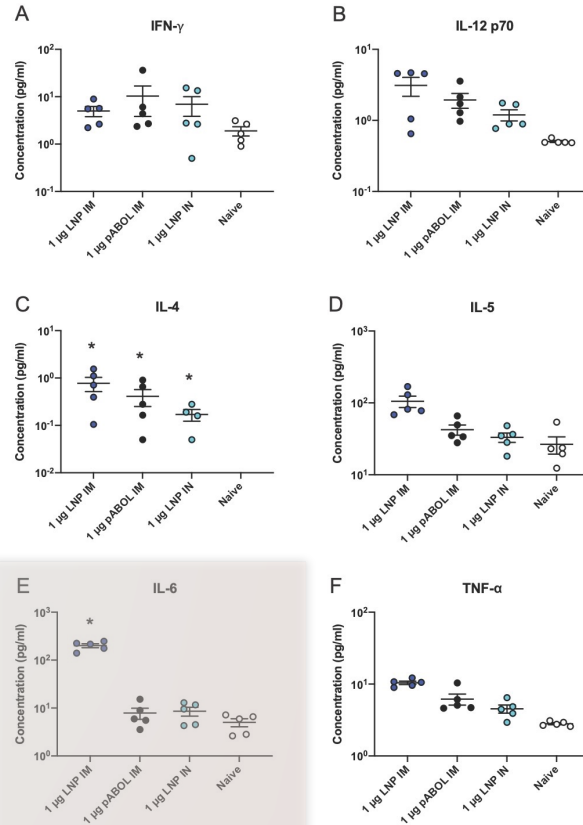 A
IFN-γ
Concentration (pg/ml)
10²
10¹
10⁰
10⁻¹
1 µg LNP IM
1 µg pABOL IM
1 µg LNP IN
Naive
B
IL-12 p70
Concentration (pg/ml)
10¹
10⁰
10⁻¹
1 µg LNP IM
1 µg pABOL IM
1 µg LNP IN
Naive
C
IL-4
Concentration (pg/ml)
10¹
10⁰
10⁻¹
10⁻²
*
*
*
1 µg LNP IM
1 µg pABOL IM
1 µg LNP IN
Naive
D
IL-5
Concentration (pg/ml)
10³
10²
10¹
1 µg LNP IM
1 µg pABOL IM
1 µg LNP IN
Naive
E
IL-6
Concentration (pg/ml)
10³
10²
10¹
10⁰
*
1 µg LNP IM
1 µg pABOL IM
1 µg LNP IN
Naive
F
TNF-α
Concentration (pg/ml)
10²
10¹
10⁰
1 µg LNP IM
1 µg pABOL IM
1 µg LNP IN
Naive